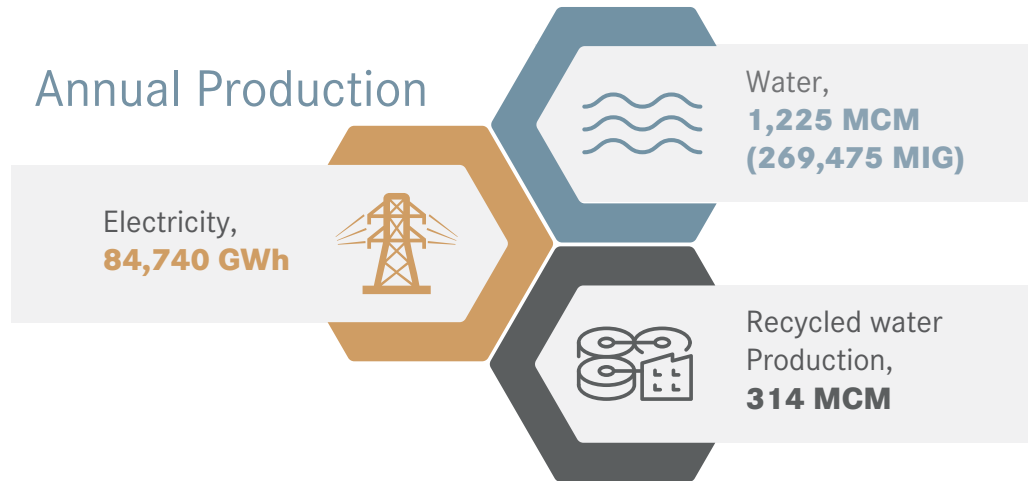 Annual Production
Water,
1,225 MCM
(269,475 MIG)
Electricity,
84,740 GWh
Recycled water
Production,
314 MCM